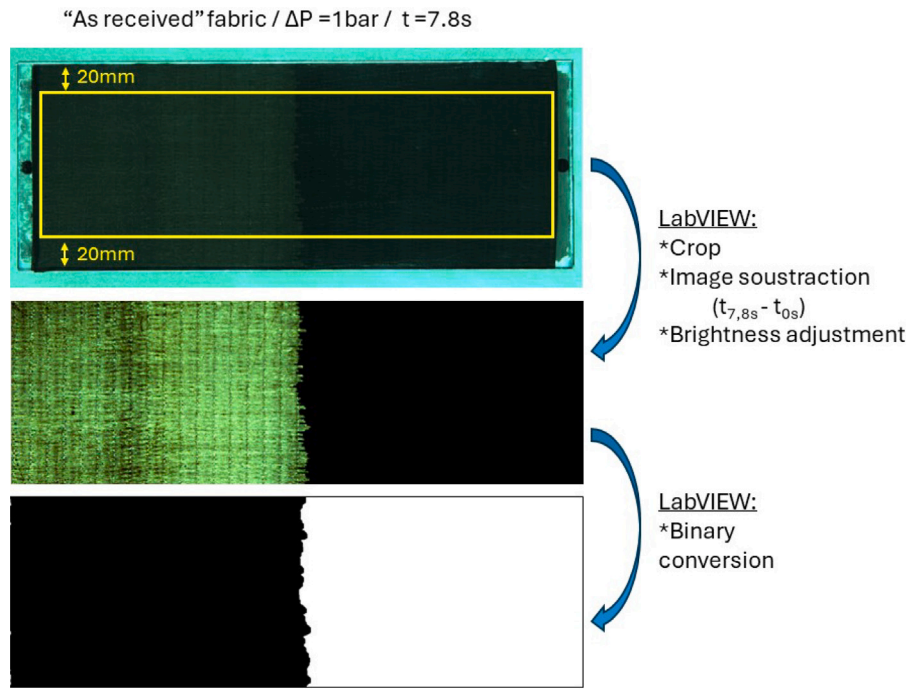 “As received” fabric / ΔP =1bar / t =7.8s
20mm
20mm
LabVIEW:
*Crop
*Image soustraction
(t7,8s - t0s)
*Brightness adjustment
LabVIEW:
*Binary
conversion